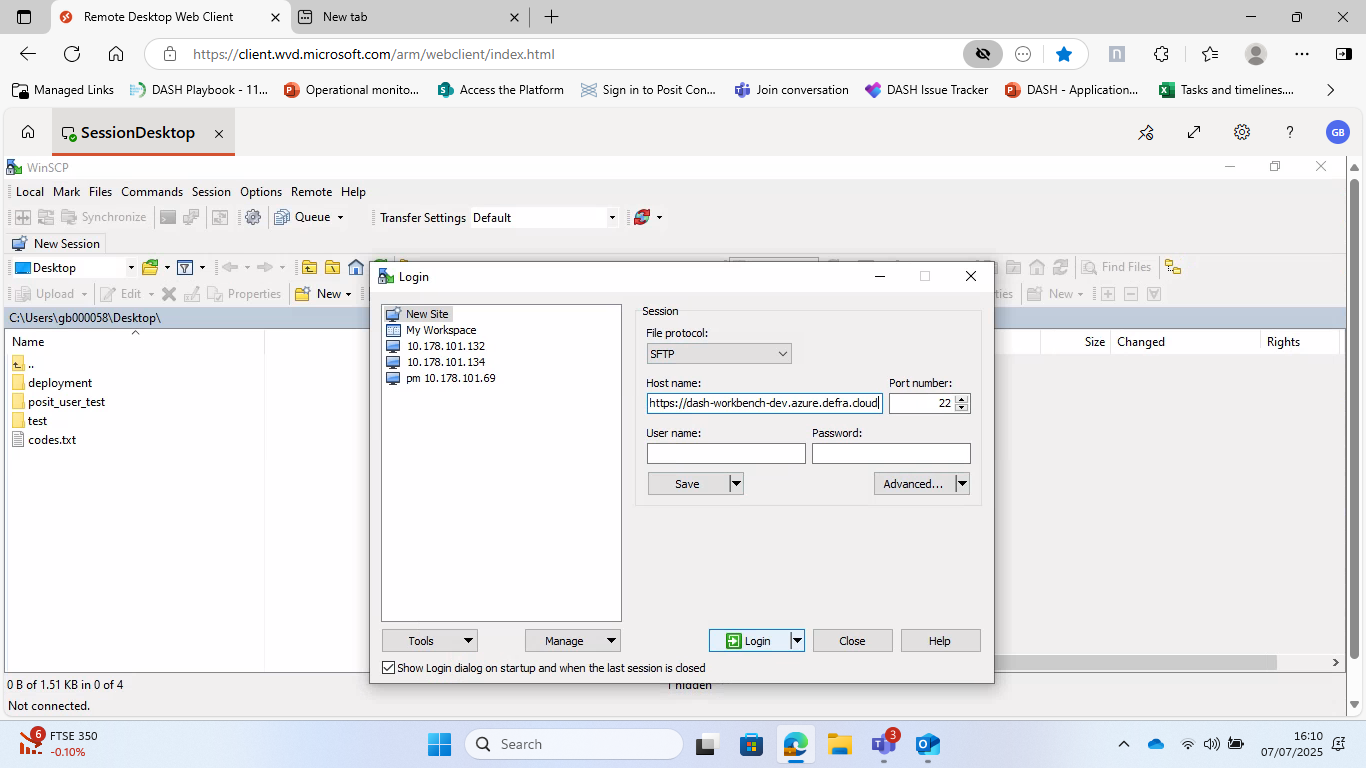 Remote Desktop Web Client
New tab
https://client.wvd.microsoft.com/arm/webclient/index.html
Managed Links
DASH Playbook - 11...
Operational monito...
Access the Platform
Sign in to Posit Con...
Join conversation
DASH Issue Tracker
DASH - Application...
Tasks and timelines....
SessionDesktop
GB
WinSCP
Local Mark Files Commands Session Options Remote Help
Synchronize
Queue
Transfer Settings Default
New Session
Desktop
Find Files
Upload
Edit
Properties
New
New
C:\Users\gb000058\Desktop\
Name
Size Changed Rights
..
deployment
posit_user_test
test
codes.txt
Login
New Site
My Workspace
10.178.101.132
10.178.101.134
pm 10.178.101.69
Session
File protocol:
SFTP
Host name: Port number:
https://dash-workbench-dev.azure.defra.cloud 22
User name: Password:
Save Advanced...
Tools Manage Login Close Help
Show Login dialog on startup and when the last session is closed
0 B of 1.51 KB in 0 of 4
1 hidden
Not connected.
6
FTSE 350
-0.10%
Search
3
16:10
07/07/2025